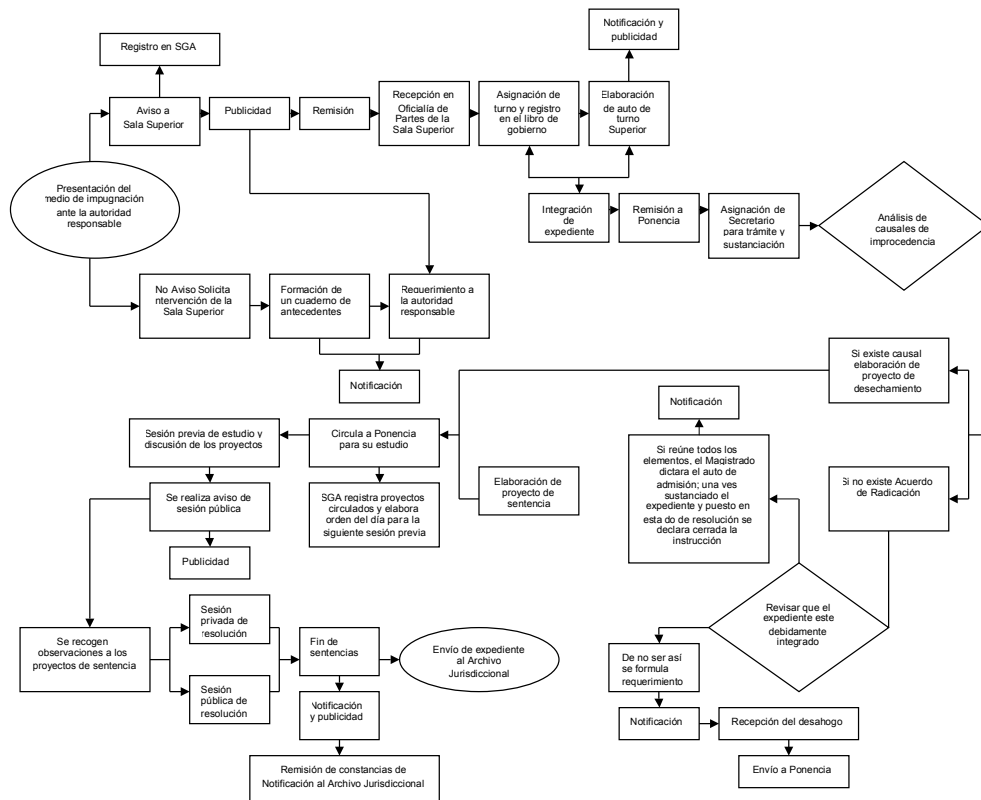 Notificación y
publicidad
Registro en SGA
Aviso a
Sala Superior
Publicidad
Remisión
Recepción en
Oficialía de
Partes de la
Sala Superior
Asignación de
turno y registro
en el libro de
gobierno
Elaboración
de auto de
turno
Superior
Presentación del
medio de impugnación
ante la autoridad
responsable
Integración
de
expediente
Remisión a
Ponencia
Asignación de
Secretario
para trámite y
sustanciación
Análisis de
causales de
improcedencia
No Aviso Solicita
intervención de la
Sala Superior
Formación de
un cuaderno de
antecedentes
Requerimiento a
la autoridad
responsable
Notificación
Si existe causal
elaboración de
proyecto de
desechamiento
Notificación
Sesión previa de estudio y
discusión de los proyectos
Circula a Ponencia
para su estudio
Si reúne todos los
elementos, el Magistrado
dictara el auto de
admisión; una ves
sustanciado el
expediente y puesto en
esta do de resolución se
declara cerrada la
instrucción
Elaboración de
proyecto de
sentencia
Si no existe Acuerdo
de Radicación
Se realiza aviso de
sesión pública
SGA registra proyectos
circulados y elabora
orden del día para la
siguiente sesión previa
Publicidad
Revisar que el
expediente este
debidamente
integrado
Sesión
privada de
resolución
Se recogen
observaciones a los
proyectos de sentencia
Fin de
sentencias
Envío de expediente
al Archivo
Jurisdiccional
De no ser así
se formula
requerimiento
Sesión
pública de
resolución
Notificación
y publicidad
Notificación
Recepción del desahogo
Remisión de constancias de
Notificación al Archivo Jurisdiccional
Envío a Ponencia